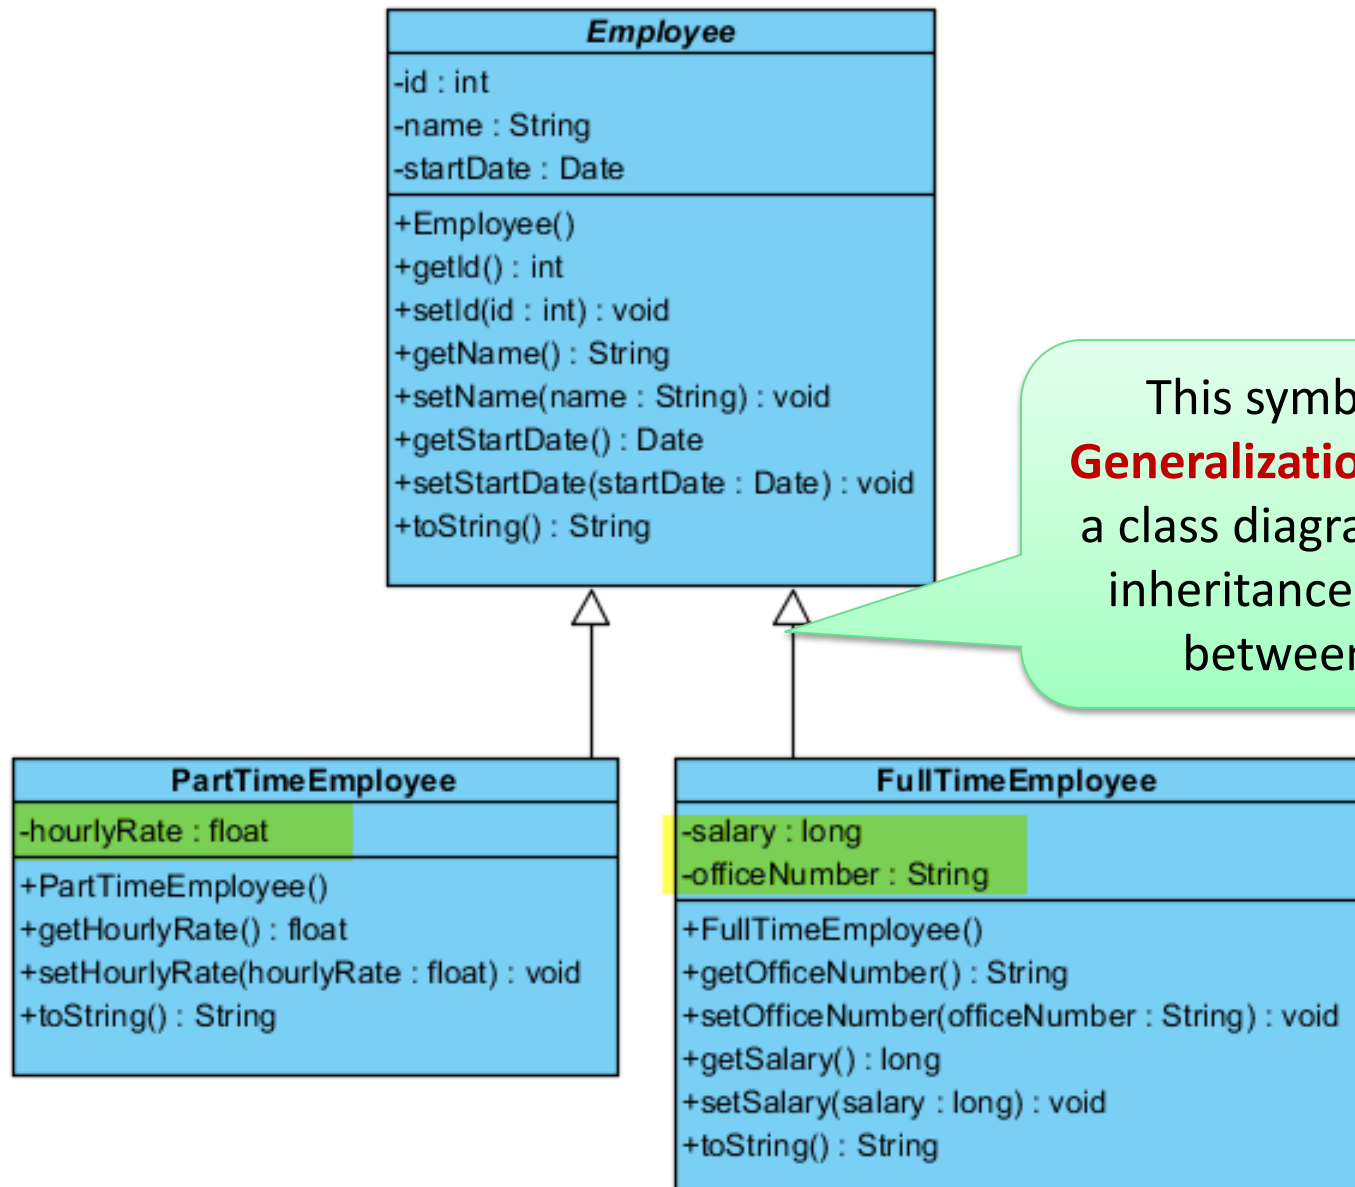 Employee
-id : int
-name : String
-startDate : Date
+Employee()
+getId() : int
+setId(id : int) : void
+getName() : String
+setName(name : String) : void
+getStartDate() : Date
+setStartDate(startDate : Date) : void
+toString() : String
This symb
Generalizatio
a class diagra
inheritance
between
PartTimeEmployee
-hourlyRate : float
+PartTimeEmployee()
+getHourlyRate() : float
+setHourlyRate(hourlyRate : float) : void
+toString() : String
FullTimeEmployee
-salary : long
-officeNumber : String
+FullTimeEmployee()
+getOfficeNumber() : String
+setOfficeNumber(officeNumber : String) : void
+getSalary() : long
+setSalary(salary : long) : void
+toString() : String